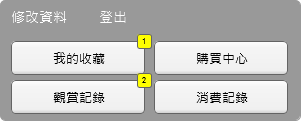 修改資料 登出
1
我的收藏 購買中心
2
觀賞記錄 消費記錄